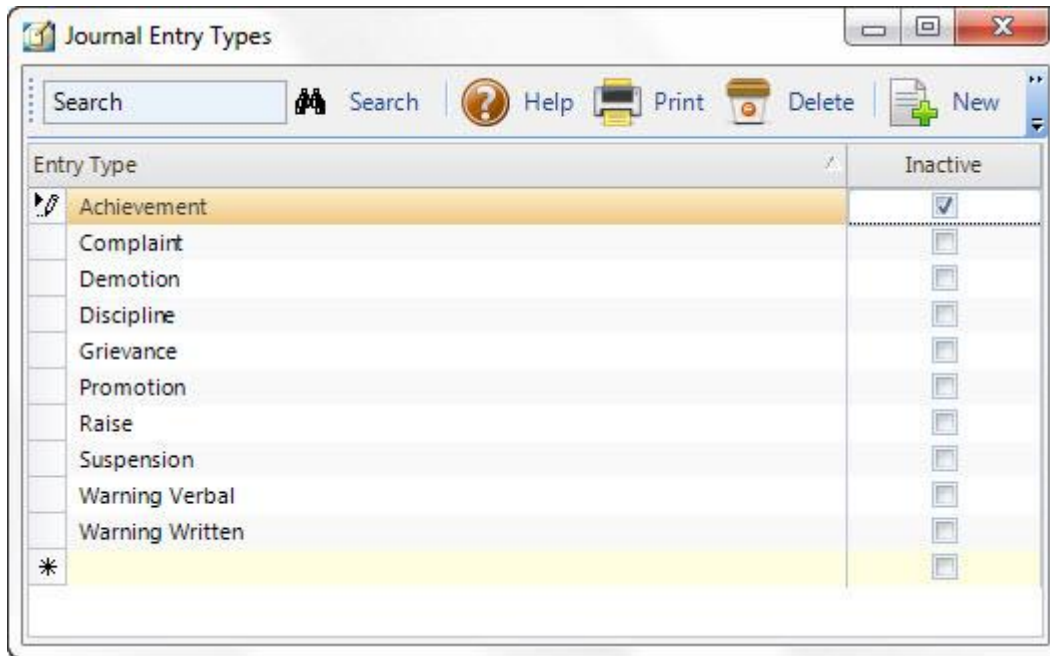 Journal Entry Types
Search Search Help Print Delete New
Entry Type Inactive
Achievement
Complaint
Demotion
Discipline
Grievance
Promotion
Raise
Suspension
Warning Verbal
Warning Written